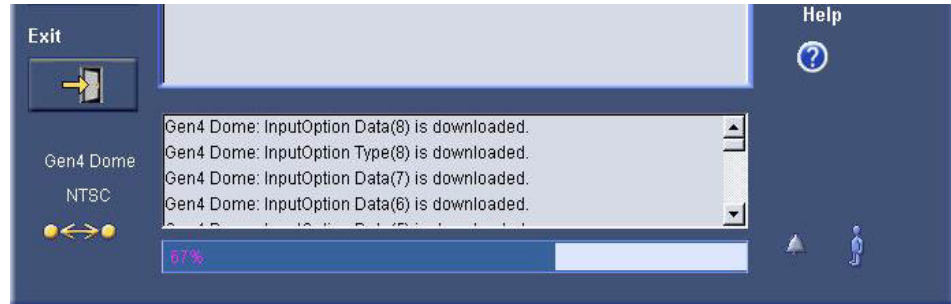 Exit
Help
Gen4 Dome
NTSC
Gen4 Dome: InputOption Data(8) is downloaded.
Gen4 Dome: InputOption Type(8) is downloaded.
Gen4 Dome: InputOption Data(7) is downloaded.
Gen4 Dome: InputOption Data(6) is downloaded.
67%